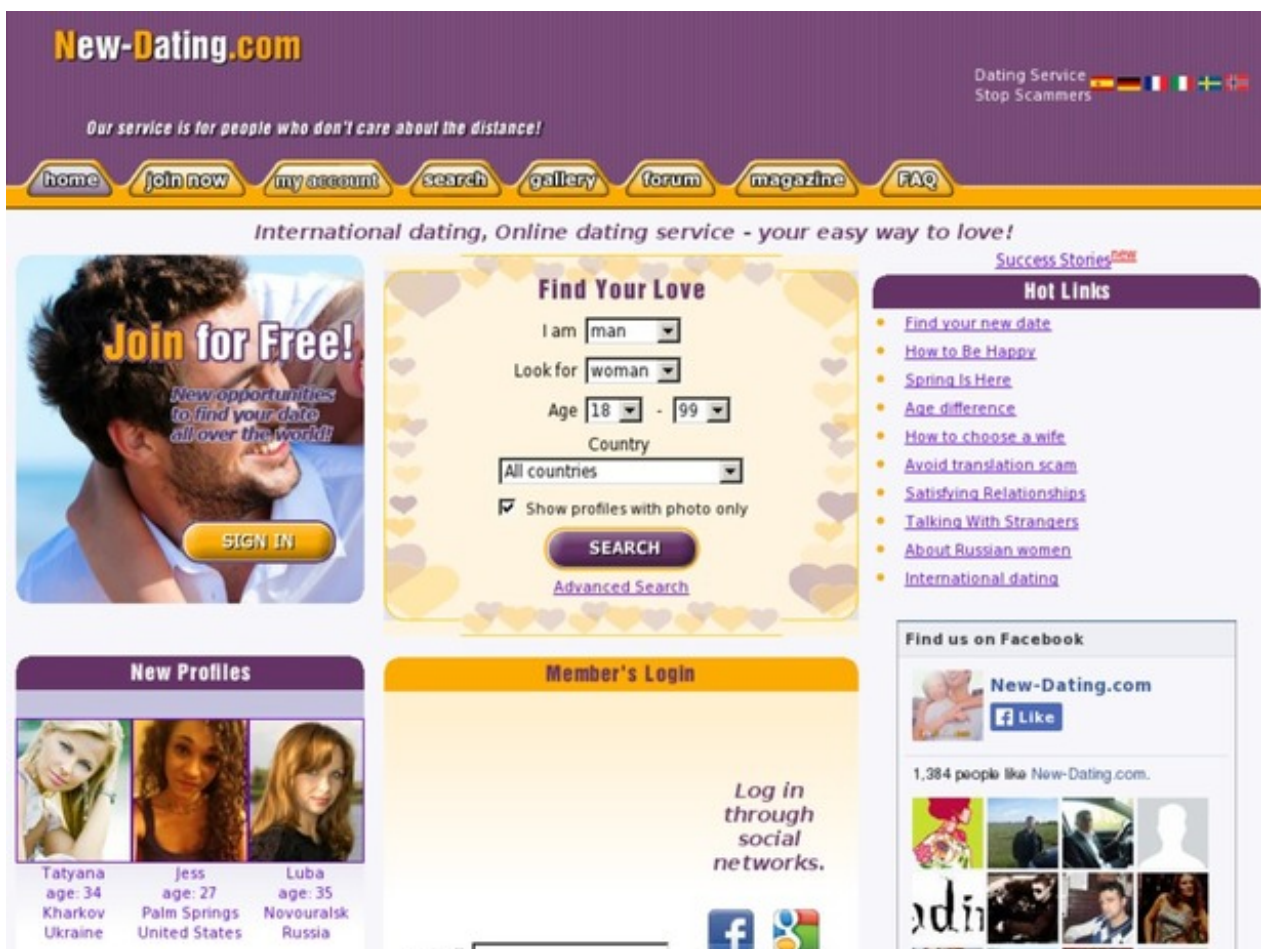 New-Dating.com
Dating Service
Stop Scammers
Our service is for people who don't care about the distance!
home
join now
my account
search
gallery
forum
magazine
FAQ
International dating, Online dating service - your easy way to love!
Join for Free!
New opportunities
to find your date
all over the world!
SIGN IN
Find Your Love
I am man
Look for woman
Age 18 - 99
Country
All countries
Show profiles with photo only
SEARCH
Advanced Search
Success Stories new
Hot Links
Find your new date
How to Be Happy
Spring Is Here
Age difference
How to choose a wife
Avoid translation scam
Satisfying Relationships
Talking With Strangers
About Russian women
International dating
New Profiles
Tatyana
age: 34
Kharkov
Ukraine
Jess
age: 27
Palm Springs
United States
Luba
age: 35
Novouralsk
Russia
Member's Login
Log in
through
social
networks.
Find us on Facebook
New-Dating.com
Like
1,384 people like New-Dating.com.